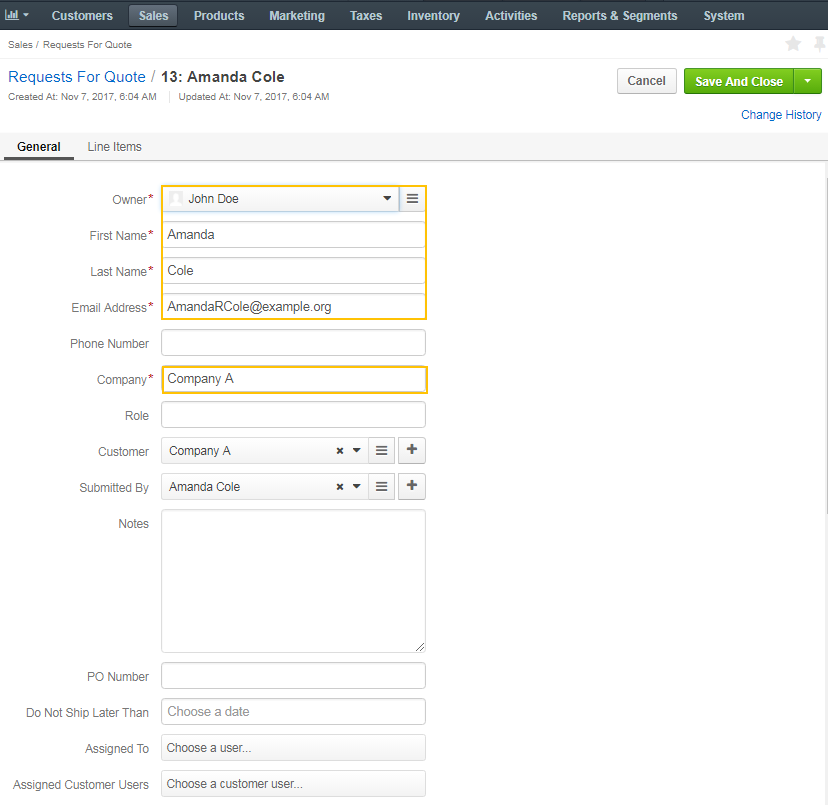 Customers Sales Products Marketing Taxes Inventory Activities Reports & Segments System
Sales / Requests For Quote
Requests For Quote / 13: Amanda Cole
Cancel
Save And Close
Created At: Nov 7, 2017, 6:04 AM Updated At: Nov 7, 2017, 6:04 AM
Change History
General Line Items
Owner* John Doe
First Name* Amanda
Last Name* Cole
Email Address* AmandaRCole@example.org
Phone Number
Company* Company A
Role
Customer Company A
Submitted By Amanda Cole
Notes
PO Number
Do Not Ship Later Than Choose a date
Assigned To Choose a user...
Assigned Customer Users Choose a customer user...